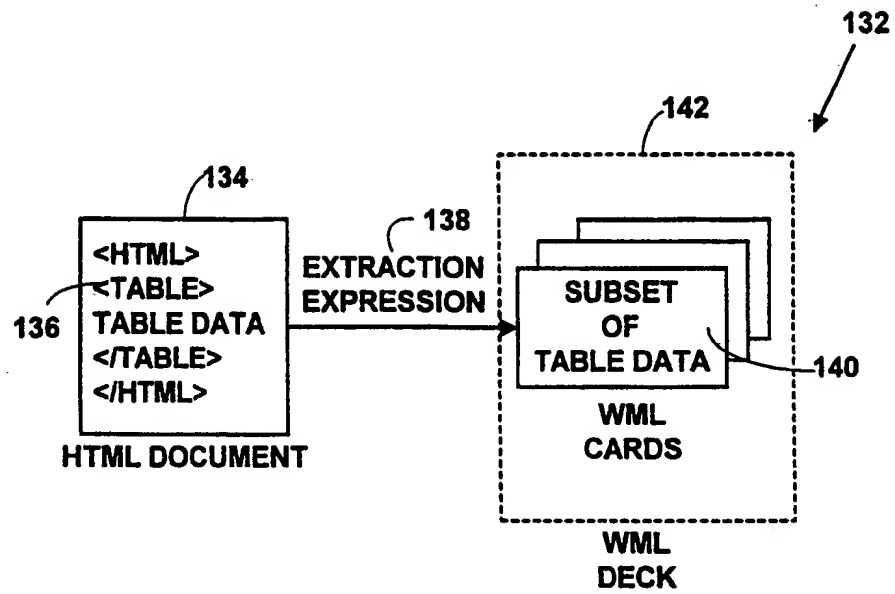 132
142
134
<HTML>
<TABLE>
TABLE DATA
</TABLE>
</HTML>
136
HTML DOCUMENT
138
EXTRACTION
EXPRESSION
SUBSET
OF
TABLE DATA
140
WML
CARDS
WML
DECK